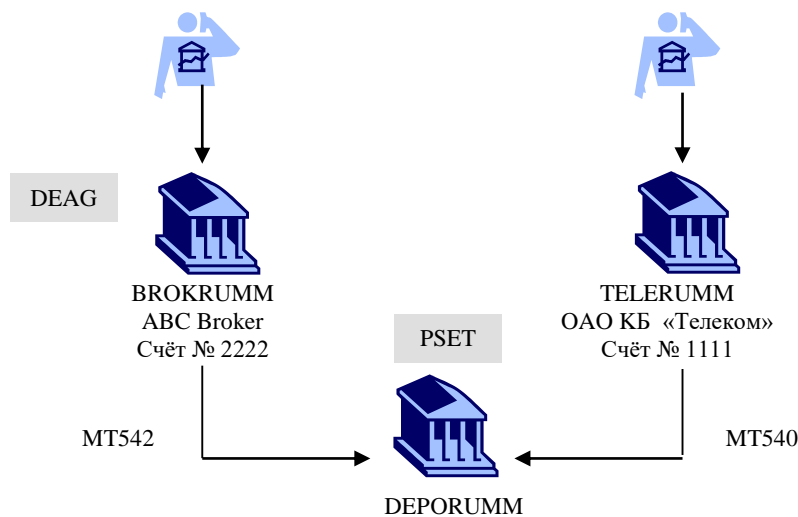 DEAG
BROKRUMM
ABC Broker
Счёт № 2222
TELERUMM
ОАО КБ «Телеком»
Счёт № 1111
PSET
MT542
MT540
DEPORUMM